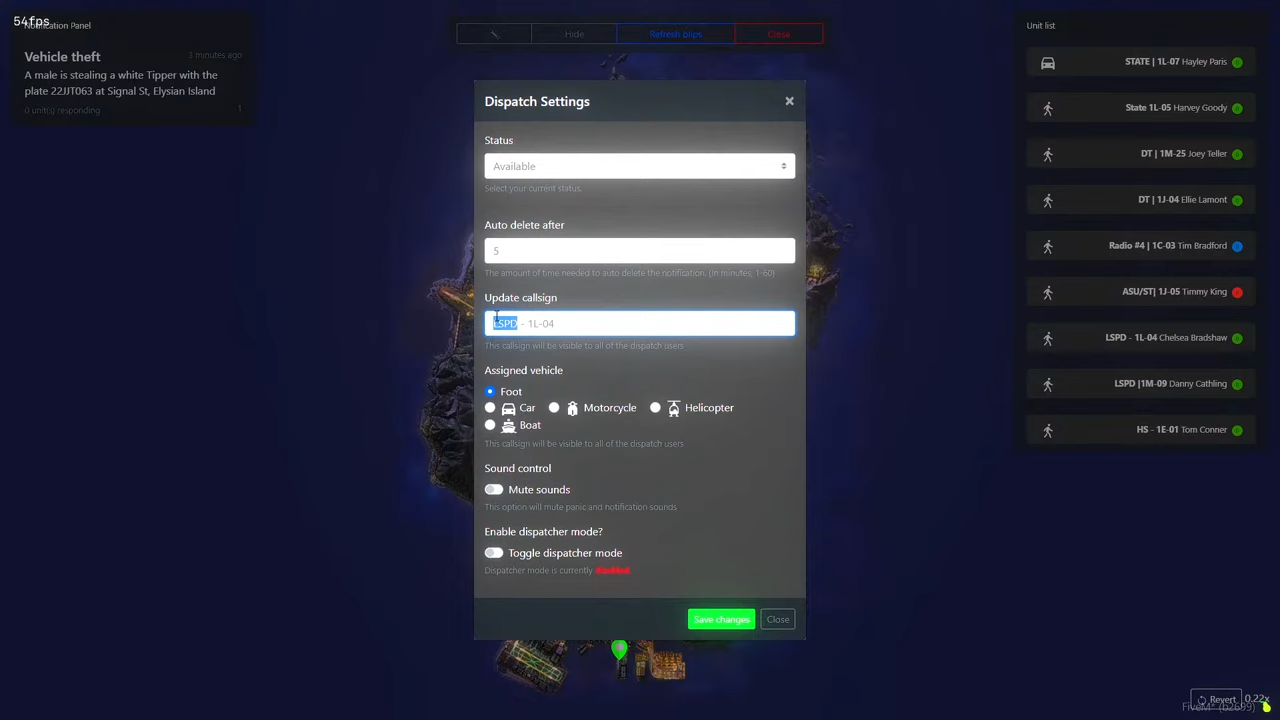 54fps
Notification Panel
Vehicle theft
3 minutes ago
A male is stealing a white Tipper with the
plate 22JJT063 at Signal St, Elysian Island
0 unit(s) responding
1
Hide
Refresh blips
Close
Dispatch Settings
×
Status
Available
Select your current status.
Auto delete after
5
The amount of time needed to auto delete the notification. (In minutes, 1-60)
Update callsign
LSPD - 1L-04
This callsign will be visible to all of the dispatch users
Assigned vehicle
Foot
Car
Motorcycle
Helicopter
Boat
This callsign will be visible to all of the dispatch users
Sound control
Mute sounds
This option will mute panic and notification sounds
Enable dispatcher mode?
Toggle dispatcher mode
Dispatcher mode is currently
Save changes
Close
Unit list
STATE | 1L-07 Hayley Paris
State 1L-05 Harvey Goody
DT | 1M-25 Joey Teller
DT | 1J-04 Ellie Lamont
Radio #4 | 1C-03 Tim Bradford
ASU/ST| 1J-05 Timmy King
LSPD - 1L-04 Chelsea Bradshaw
LSPD |1M-09 Danny Cathling
HS - 1E-01 Tom Conner
Revert
0.22x
FiveM* (b2699)